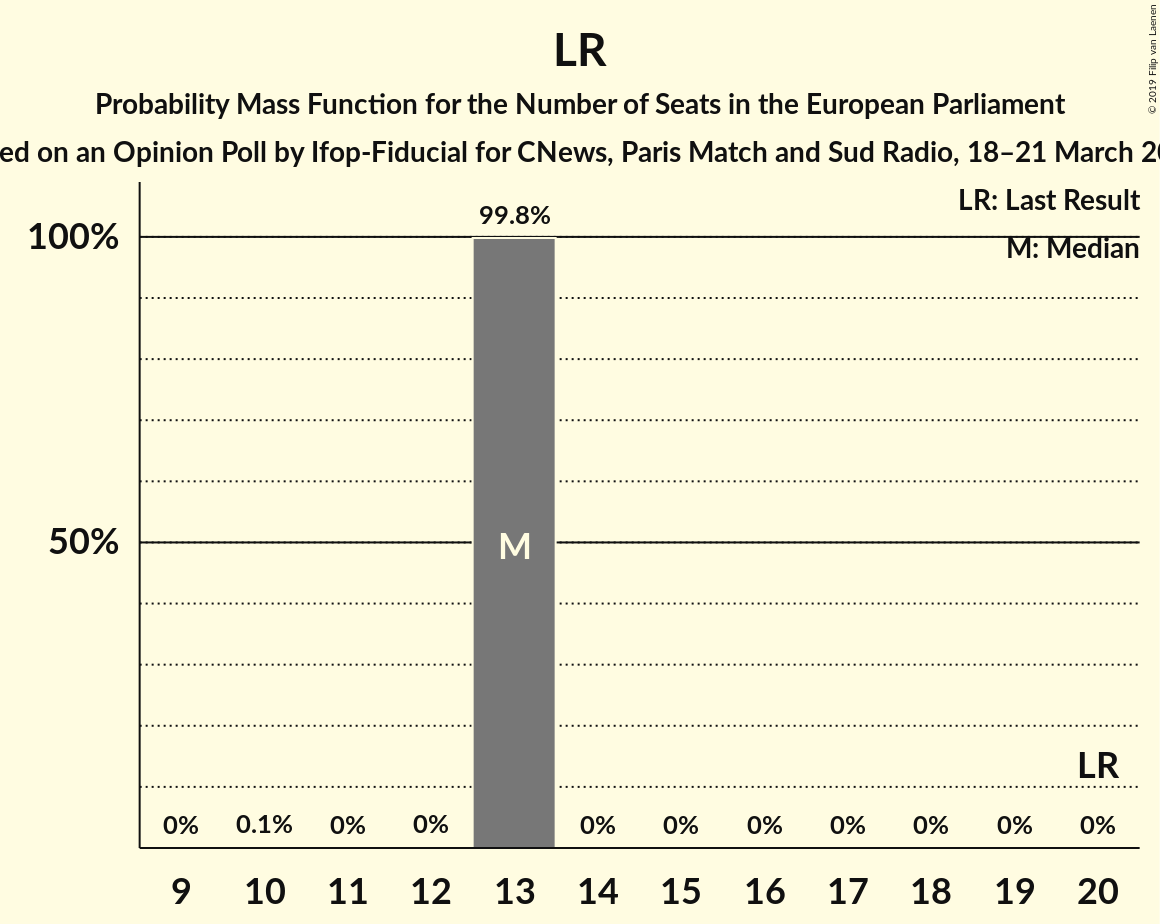 LR
Probability Mass Function for the Number of Seats in the European Parliament
on an Opinion Poll by Ifop-Fiducial for CNews, Paris Match and Sud Radio, 18–21 March
© 2019 Filip van Laenen
LR: Last Result
M: Median
99.8%
100%
50%
M
LR
0% 0.1% 0% 0% 0% 0% 0% 0% 0% 0% 0%
9 10 11 12 13 14 15 16 17 18 19 20